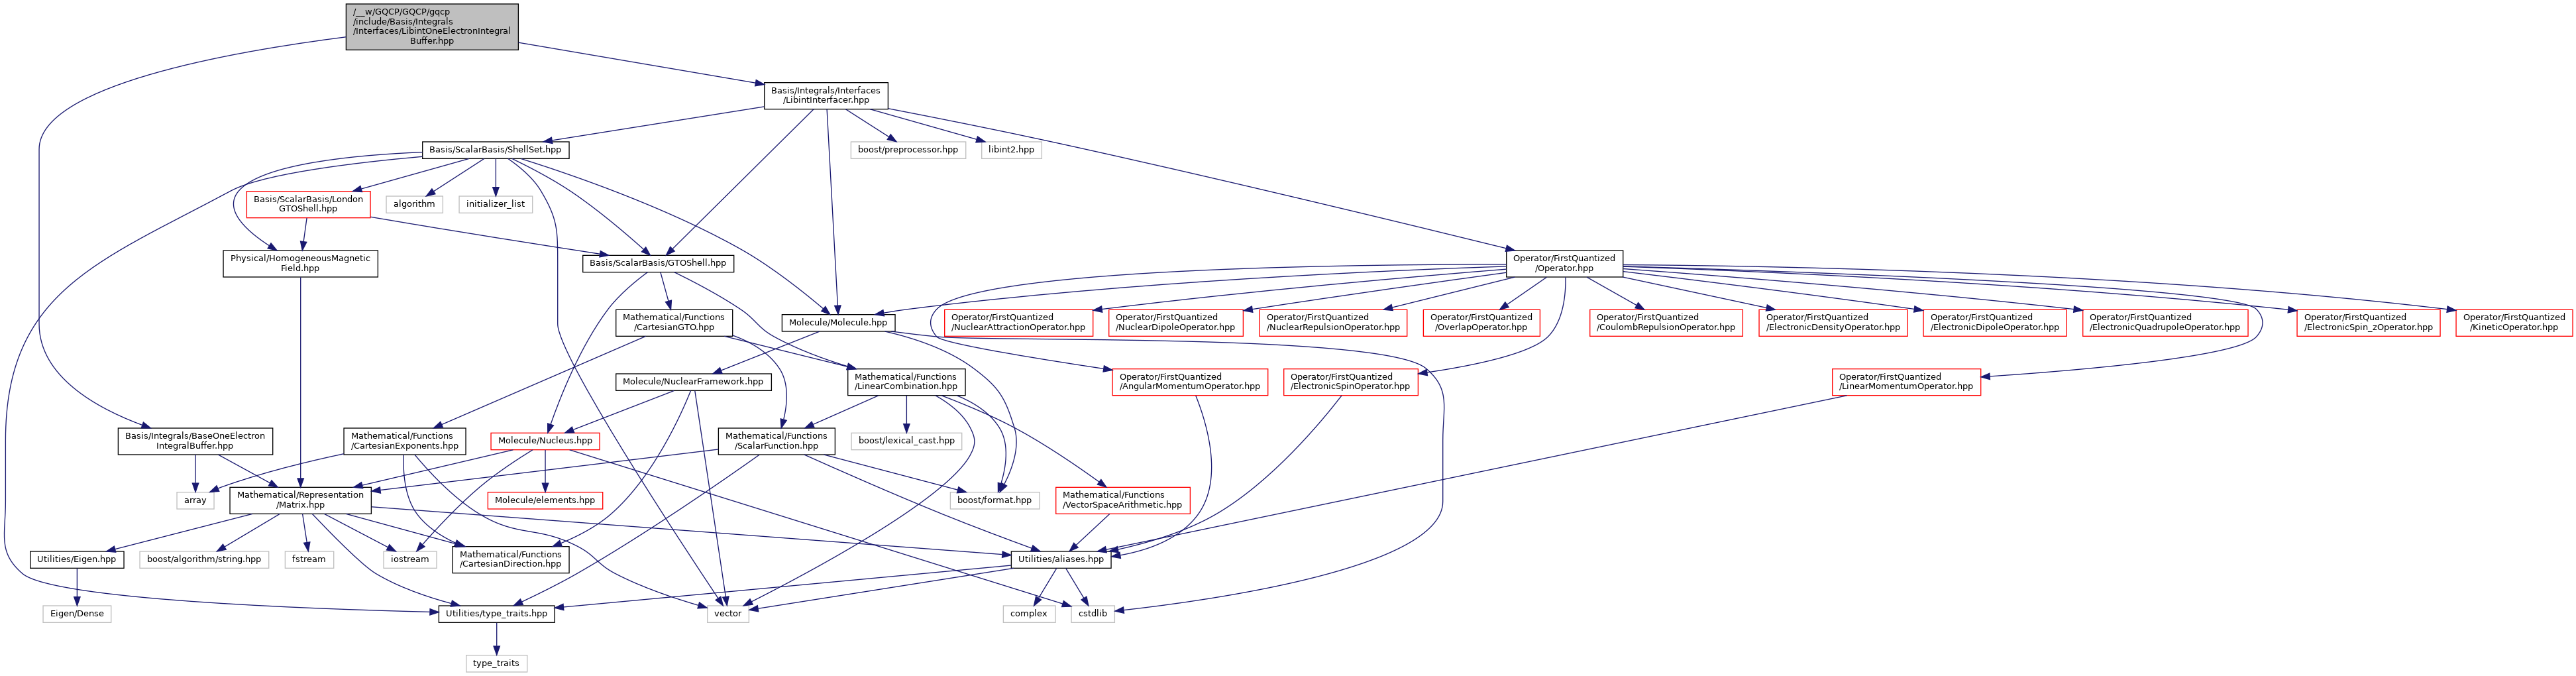 /__w/GQCP/GQCP/gqcp
/include/Basis/Integrals
/Interfaces/LibintOneElectronIntegral
Buffer.hpp
Basis/Integrals/Interfaces
/LibintInterfacer.hpp
Basis/ScalarBasis/ShellSet.hpp
boost/preprocessor.hpp
libint2.hpp
Basis/ScalarBasis/London
GTOShell.hpp
algorithm
initializer_list
Physical/HomogeneousMagnetic
Field.hpp
Basis/ScalarBasis/GTOShell.hpp
Operator/FirstQuantized
/Operator.hpp
Mathematical/Functions
/CartesianGTO.hpp
Molecule/Molecule.hpp
Operator/FirstQuantized
/NuclearAttractionOperator.hpp
Operator/FirstQuantized
/NuclearDipoleOperator.hpp
Operator/FirstQuantized
/NuclearRepulsionOperator.hpp
Operator/FirstQuantized
/OverlapOperator.hpp
Operator/FirstQuantized
/CoulombRepulsionOperator.hpp
Operator/FirstQuantized
/ElectronicDensityOperator.hpp
Operator/FirstQuantized
/ElectronicDipoleOperator.hpp
Operator/FirstQuantized
/ElectronicQuadrupoleOperator.hpp
Operator/FirstQuantized
/ElectronicSpin_zOperator.hpp
Operator/FirstQuantized
/KineticOperator.hpp
Molecule/NuclearFramework.hpp
Mathematical/Functions
/LinearCombination.hpp
Operator/FirstQuantized
/AngularMomentumOperator.hpp
Operator/FirstQuantized
/ElectronicSpinOperator.hpp
Operator/FirstQuantized
/LinearMomentumOperator.hpp
Basis/Integrals/BaseOneElectron
IntegralBuffer.hpp
Mathematical/Functions
/CartesianExponents.hpp
Molecule/Nucleus.hpp
Mathematical/Functions
/ScalarFunction.hpp
boost/lexical_cast.hpp
array
Mathematical/Representation
/Matrix.hpp
Molecule/elements.hpp
boost/format.hpp
Mathematical/Functions
/VectorSpaceArithmetic.hpp
Utilities/Eigen.hpp
boost/algorithm/string.hpp
fstream
iostream
Mathematical/Functions
/CartesianDirection.hpp
Utilities/aliases.hpp
Eigen/Dense
Utilities/type_traits.hpp
vector
complex
cstdlib
type_traits